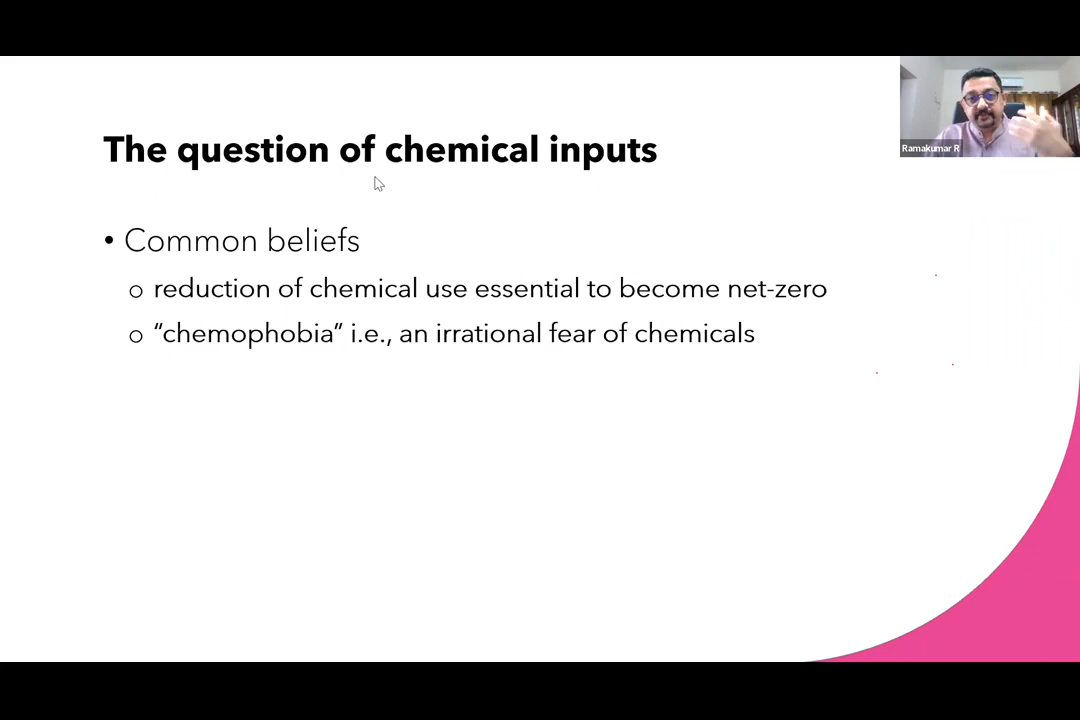 Ramakumar R
The question of chemical inputs
• Common beliefs
o reduction of chemical use essential to become net-zero
o “chemophobia” i.e., an irrational fear of chemicals